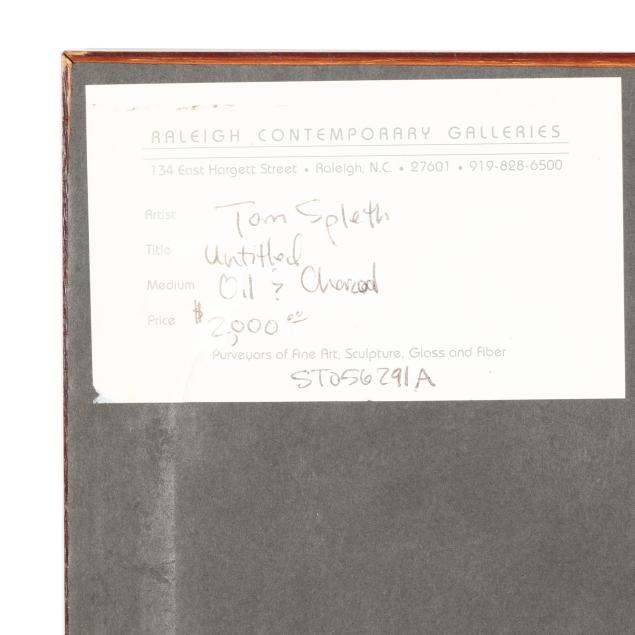 RALEIGH CONTEMPORARY GALLERIES
134 East Hargett Street • Raleigh, N.C. • 27601 • 919-828-6500
Artist Tom Spleth
Title Untitled
Medium Oil & Charcoal
Price $2,000.00
Purveyors of Fine Art, Sculpture, Glass and Fiber
ST056291A